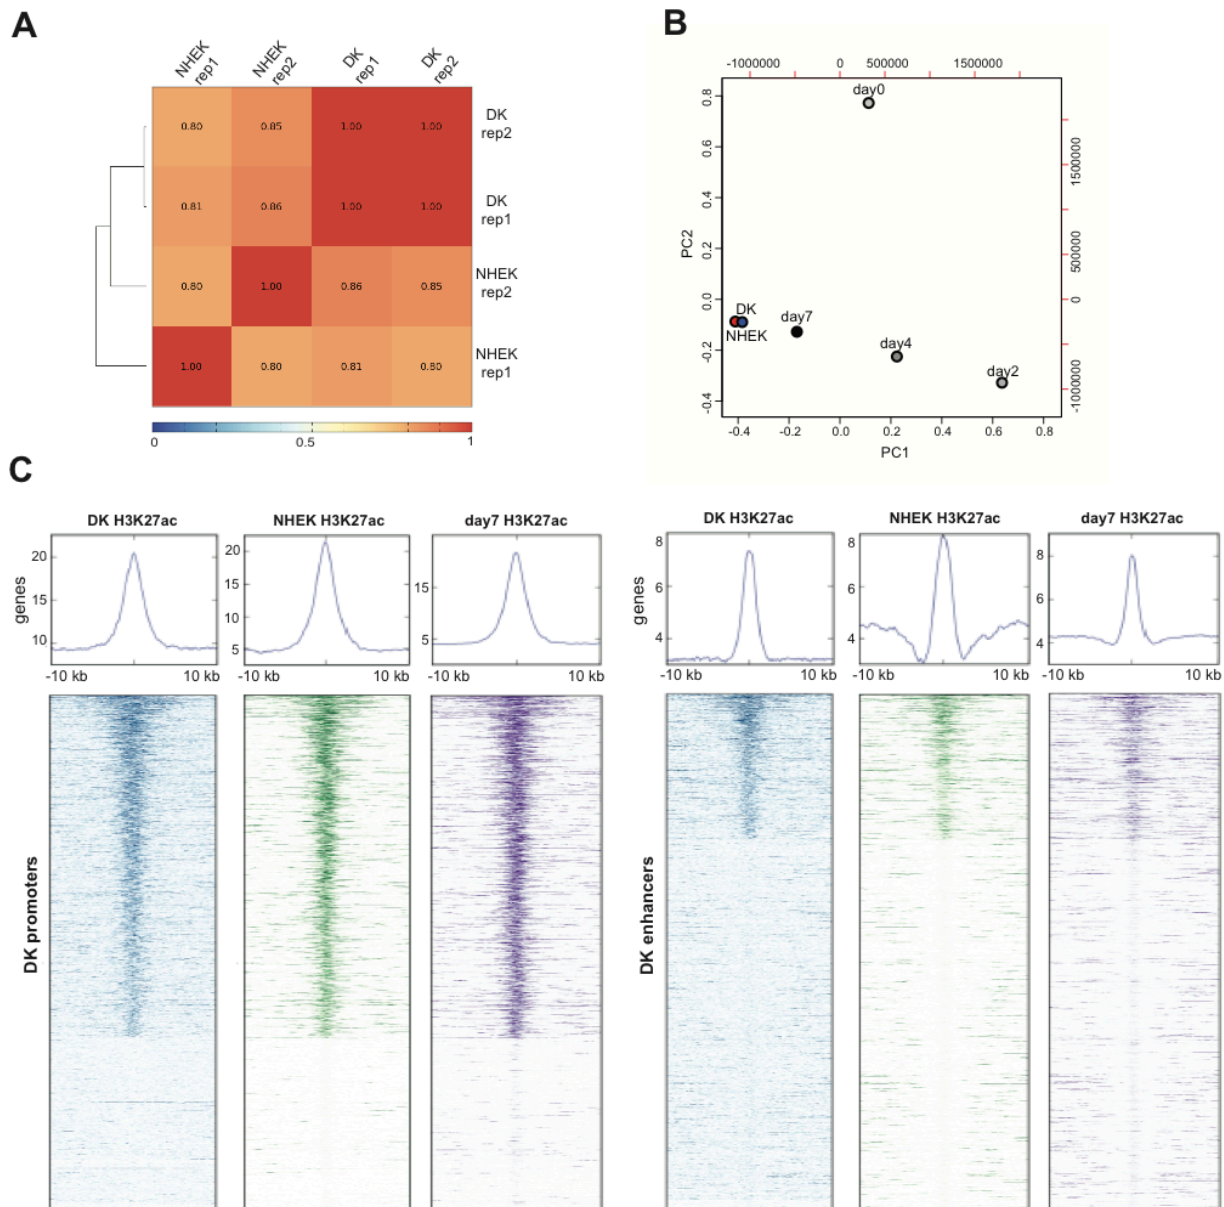 A
NHEK rep1
NHEK rep2
DK rep1
DK rep2
0.80 0.85 1.00 1.00
DK rep2
0.81 0.86 1.00 1.00
DK rep1
0.80 1.00 0.86 0.85
NHEK rep2
1.00 0.80 0.81 0.80
NHEK rep1
0 0.5 1
B
-1000000 0 500000 1500000
0.8
0.6
0.4
0.2
0.0
-0.2
-0.4
PC2
day0
DK
NHEK
day7
day4
day2
1500000
500000
0
-1000000
-0.4 -0.2 0.0 0.2 0.4 0.6 0.8
PC1
C
DK H3K27ac
NHEK H3K27ac
day7 H3K27ac
genes
20
15
10
20
15
10
5
15
5
-10 kb 10 kb
-10 kb 10 kb
-10 kb 10 kb
DK promoters
DK H3K27ac
NHEK H3K27ac
day7 H3K27ac
genes
8
6
4
8
6
4
8
6
4
-10 kb 10 kb
-10 kb 10 kb
-10 kb 10 kb
DK enhancers